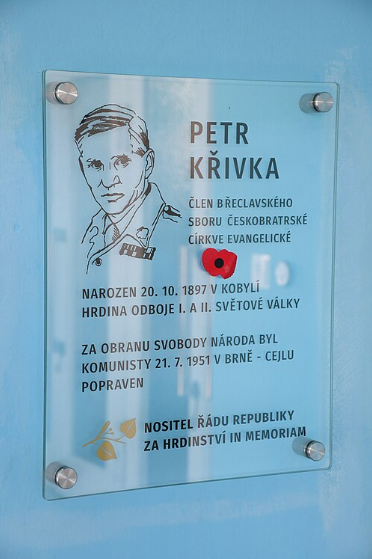 PETR
KŘIVKA
ČLEN BŘECLAVSKÉHO
SBORU ČESKOBRATRSKÉ
CÍRKVE EVANGELICKÉ
NAROZEN 20. 10. 1897 V KOBYLÍ
HRDINA ODBOJE I. A II. SVĚTOVÉ VÁLKY
ZA OBRANU SVOBODY NÁRODA BYL
KOMUNISTY 21. 7. 1951 V BRNĚ - CEJLU
POPRAVEN
NOSITEL ŘÁDU REPUBLIKY
ZA HRDINSTVÍ IN MEMORIAM